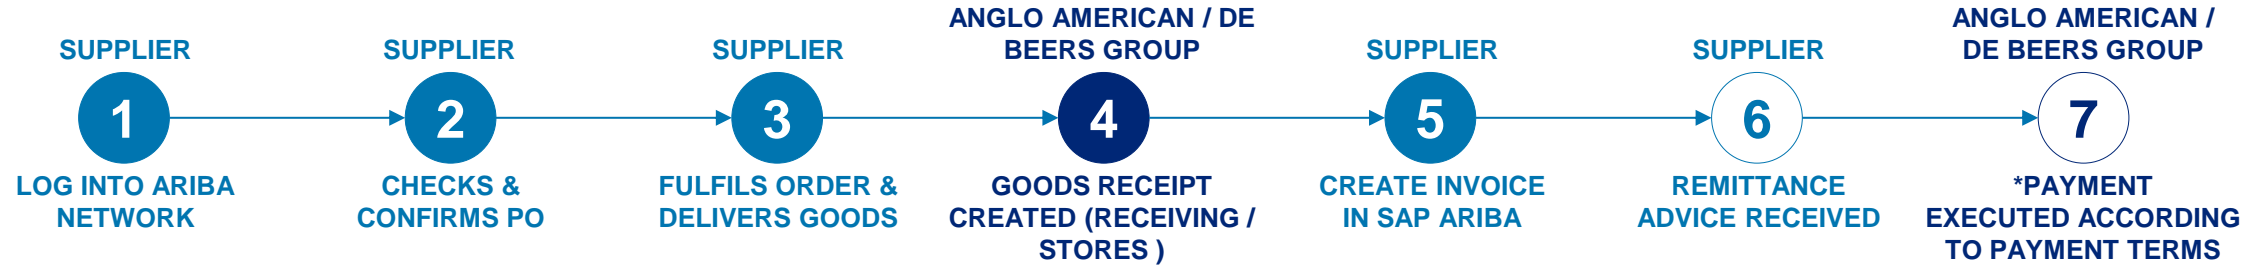 SUPPLIER
1
LOG INTO ARIBA
NETWORK
SUPPLIER
2
CHECKS &
CONFIRMS PO
SUPPLIER
3
FULFILS ORDER &
DELIVERS GOODS
ANGLO AMERICAN / DE
BEERS GROUP
4
GOODS RECEIPT
CREATED (RECEIVING /
STORES )
SUPPLIER
5
CREATE INVOICE
IN SAP ARIBA
SUPPLIER
6
REMITTANCE
ADVICE RECEIVED
ANGLO AMERICAN /
DE BEERS GROUP
7
*PAYMENT
EXECUTED ACCORDING
TO PAYMENT TERMS